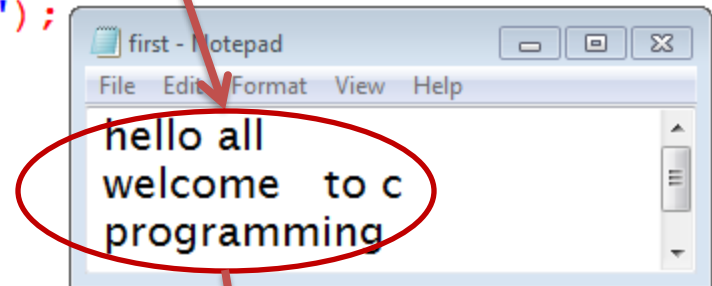 ");
first - Notepad
File Edit Format View Help
hello all
welcome   to c
programming